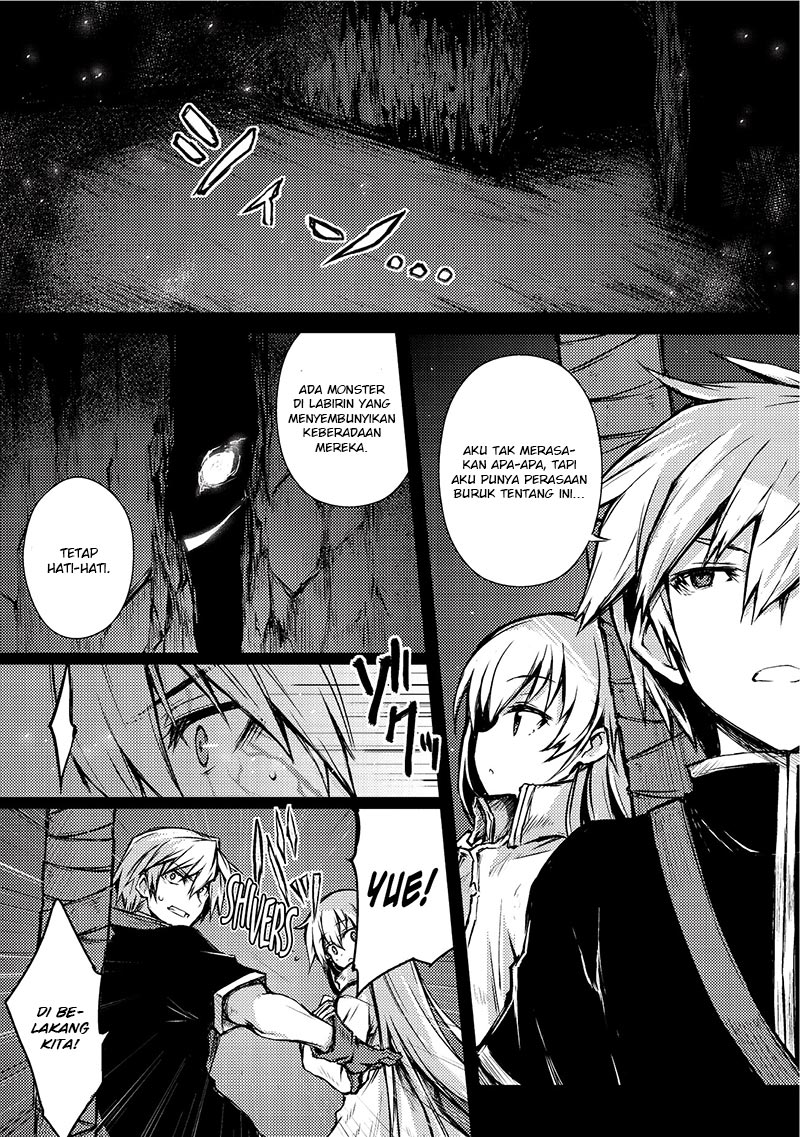 シィン...
AKU TAK MERASA-
KAN APA-APA, TAPI
AKU PUNYA PERASAAN
BURUK TENTANG INI...
ADA MONSTER
DI LABIRIN YANG
MENYEMBUNYIKAN
KEBERADAAN
MEREKA.
TETAP
HATI-HATI.
ゾクッ
YUE!
SHIVERS
DI BE-
LAKANG
KITA!